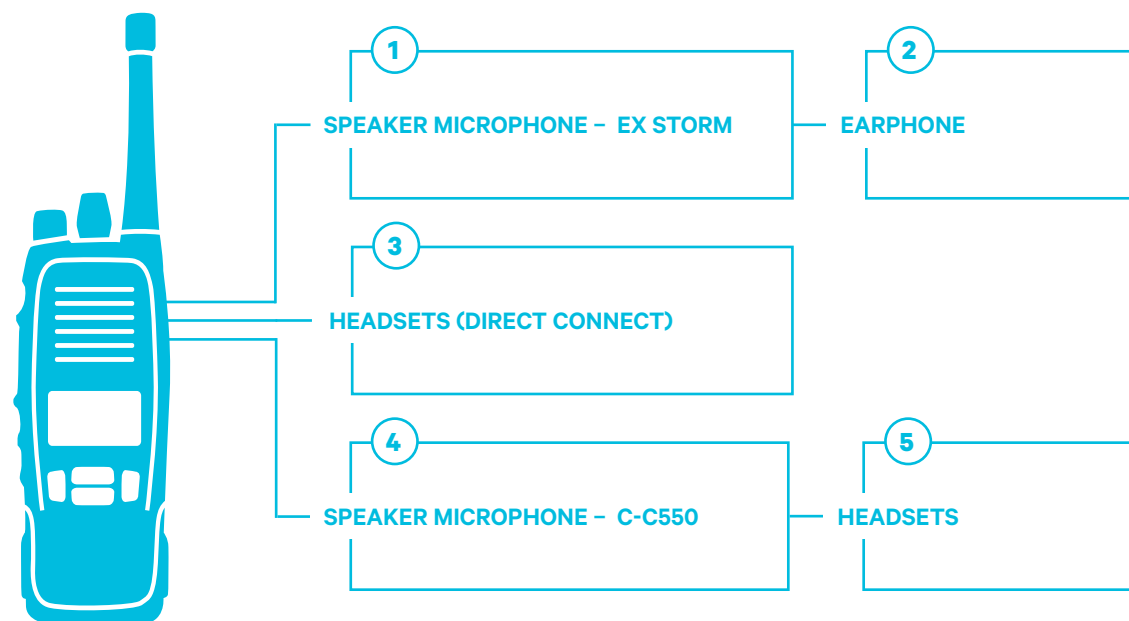 1
SPEAKER MICROPHONE – EX STORM
2
EARPHONE
3
HEADSETS (DIRECT CONNECT)
4
SPEAKER MICROPHONE – C-C550
5
HEADSETS